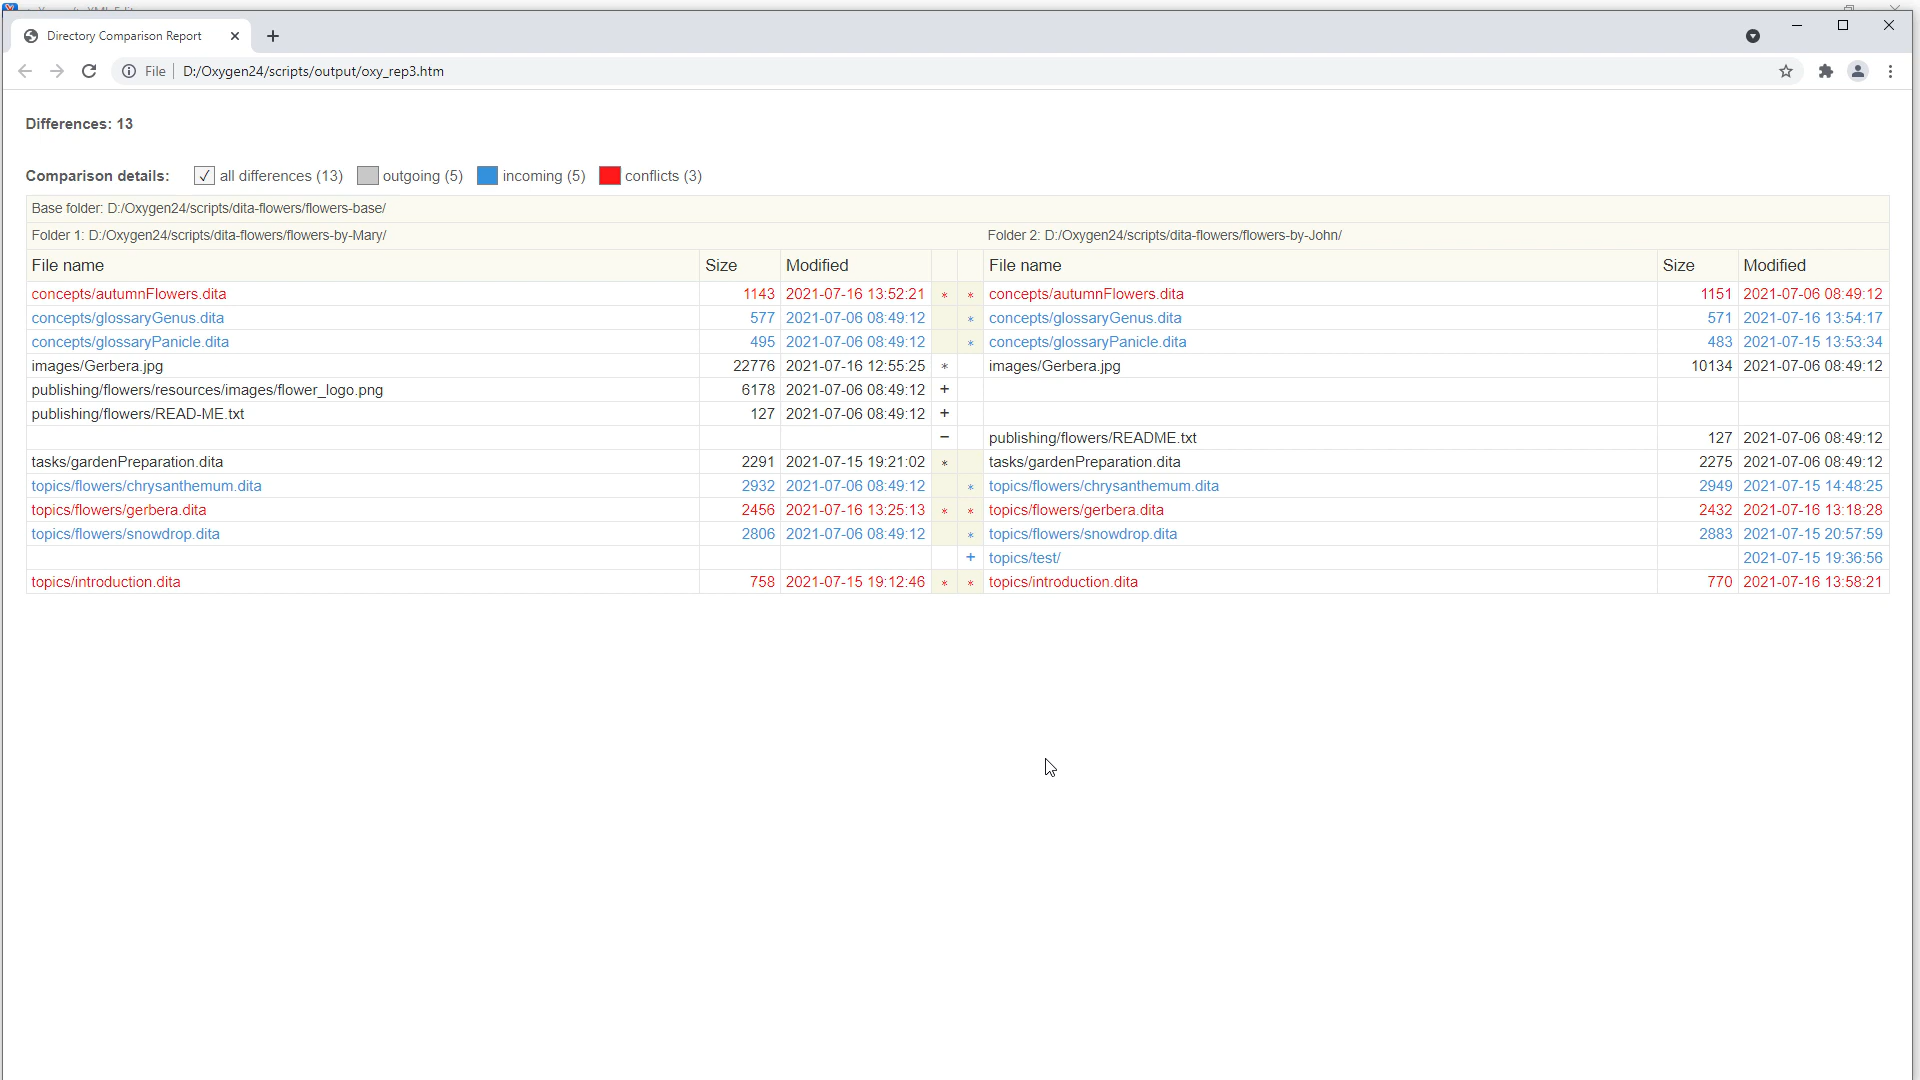 Directory Comparison Report
File D:/Oxygen24/scripts/output/oxy_rep3.htm
Differences: 13
Comparison details: ✓ all differences (13) outgoing (5) incoming (5) conflicts (3)
Base folder: D:/Oxygen24/scripts/dita-flowers/flowers-base/
Folder 1: D:/Oxygen24/scripts/dita-flowers/flowers-by-Mary/ Folder 2: D:/Oxygen24/scripts/dita-flowers/flowers-by-John/
File name Size Modified File name Size Modified
concepts/autumnFlowers.dita 1143 2021-07-16 13:52:21 * * concepts/autumnFlowers.dita 1151 2021-07-06 08:49:12
concepts/glossaryGenus.dita 577 2021-07-06 08:49:12 * concepts/glossaryGenus.dita 571 2021-07-16 13:54:17
concepts/glossaryPanicle.dita 495 2021-07-06 08:49:12 * concepts/glossaryPanicle.dita 483 2021-07-15 13:53:34
images/Gerbera.jpg 22776 2021-07-16 12:55:25 * images/Gerbera.jpg 10134 2021-07-06 08:49:12
publishing/flowers/resources/images/flower_logo.png 6178 2021-07-06 08:49:12 +
publishing/flowers/READ-ME.txt 127 2021-07-06 08:49:12 +
− publishing/flowers/README.txt 127 2021-07-06 08:49:12
tasks/gardenPreparation.dita 2291 2021-07-15 19:21:02 * tasks/gardenPreparation.dita 2275 2021-07-06 08:49:12
topics/flowers/chrysanthemum.dita 2932 2021-07-06 08:49:12 * topics/flowers/chrysanthemum.dita 2949 2021-07-15 14:48:25
topics/flowers/gerbera.dita 2456 2021-07-16 13:25:13 * * topics/flowers/gerbera.dita 2432 2021-07-16 13:18:28
topics/flowers/snowdrop.dita 2806 2021-07-06 08:49:12 * topics/flowers/snowdrop.dita 2883 2021-07-15 20:57:59
+ topics/test/ 2021-07-15 19:36:56
topics/introduction.dita 758 2021-07-15 19:12:46 * * topics/introduction.dita 770 2021-07-16 13:58:21